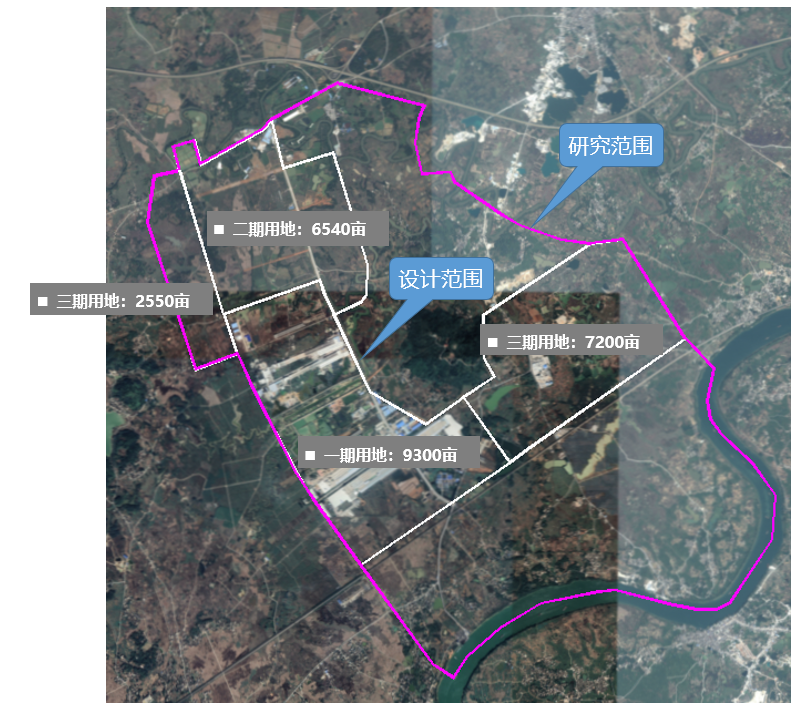 研究范围
■ 二期用地：6540亩
设计范围
■ 三期用地：2550亩
■ 三期用地：7200亩
■ 一期用地：9300亩